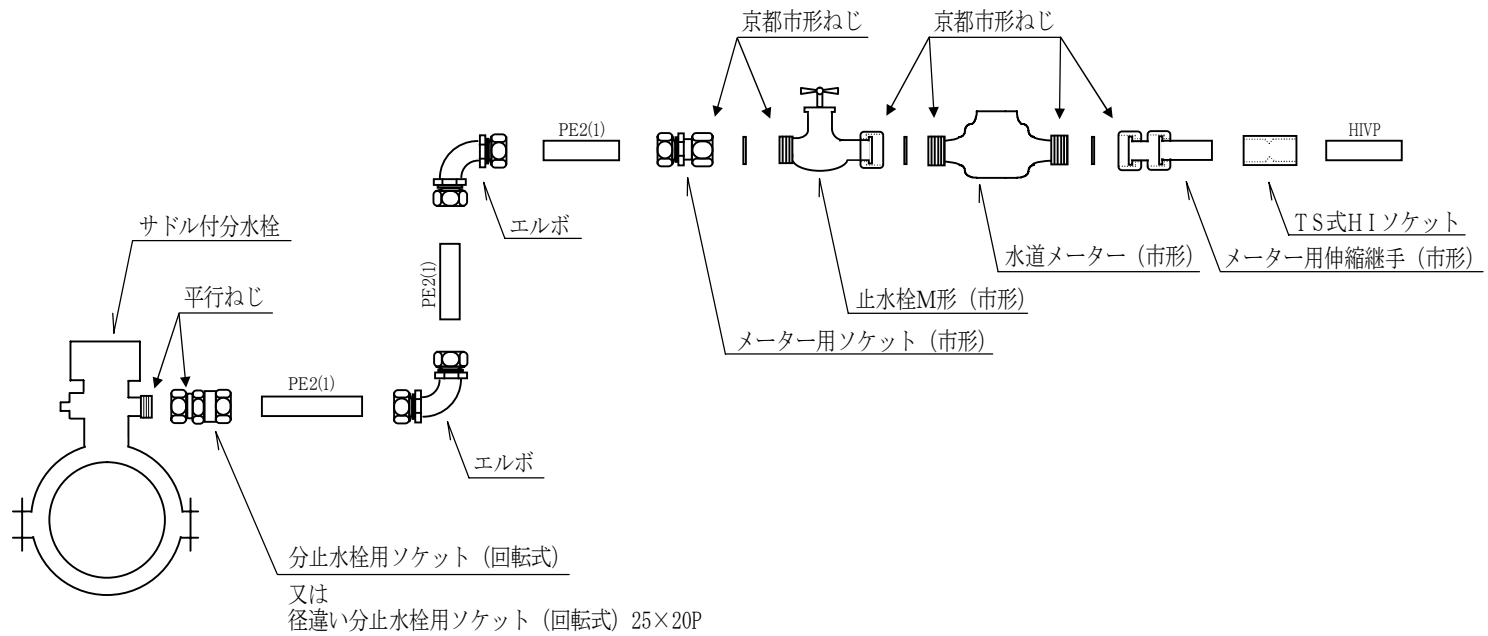 京都市形ねじ
京都市形ねじ
PE2(1)
HIVP
サドル付分水栓
エルボ
TS式HIソケット
水道メーター（市形）
メーター用伸縮継手（市形）
PE2(1)
平行ねじ
止水栓M形（市形）
メーター用ソケット（市形）
PE2(1)
エルボ
分止水栓用ソケット（回転式）
又は
径違い分止水栓用ソケット（回転式）25×20P